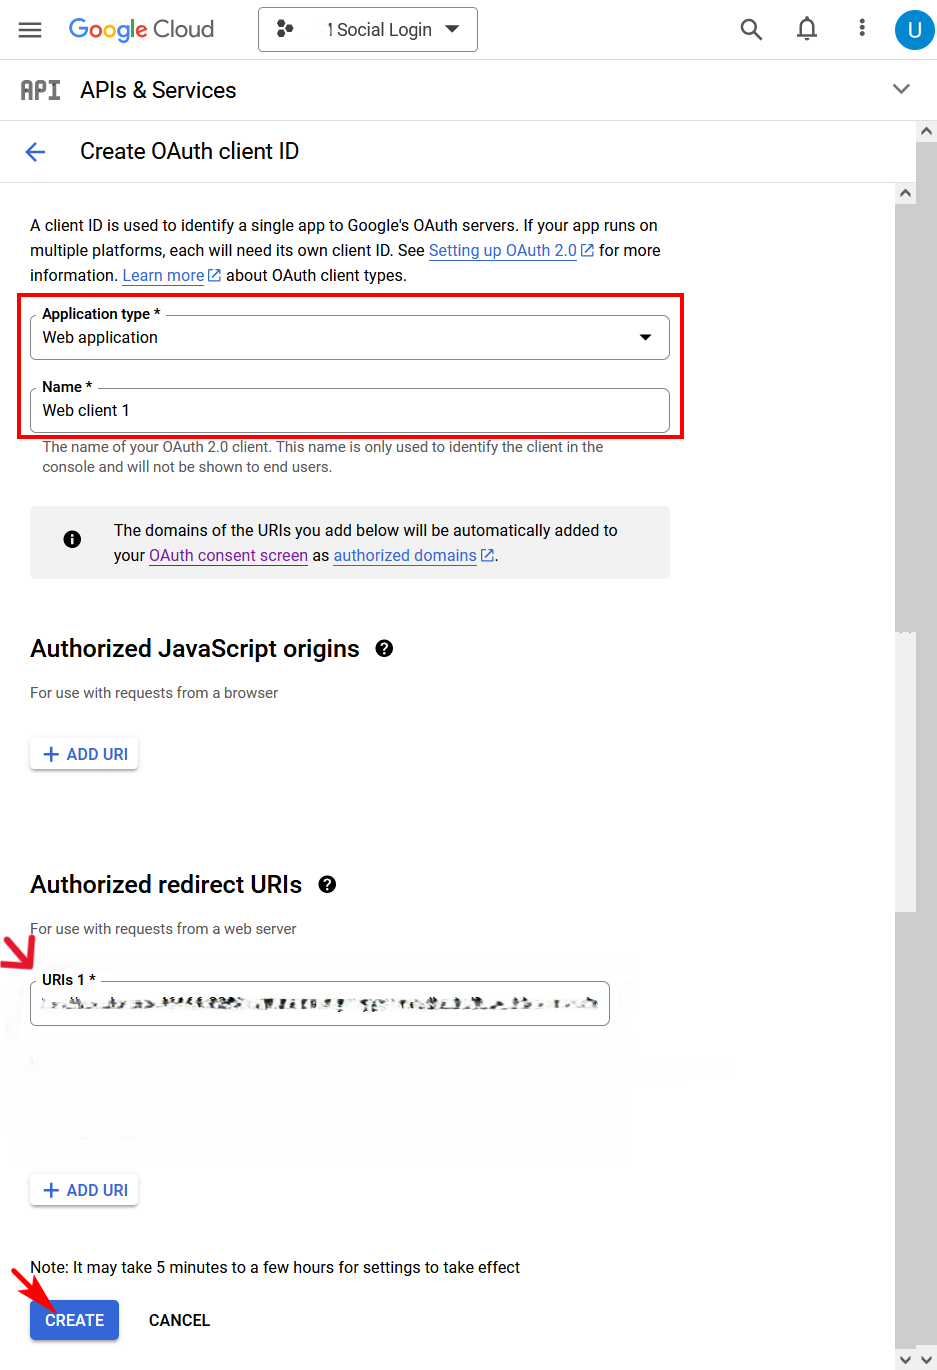 Google Cloud
Social Login
U
API APIs & Services
Create OAuth client ID
A client ID is used to identify a single app to Google's OAuth servers. If your app runs on
multiple platforms, each will need its own client ID. See Setting up OAuth 2.0 for more
information. Learn more about OAuth client types.
Application type *
Web application
Name *
Web client 1
The name of your OAuth 2.0 client. This name is only used to identify the client in the
console and will not be shown to end users.
The domains of the URIs you add below will be automatically added to
your OAuth consent screen as authorized domains.
Authorized JavaScript origins
For use with requests from a browser
+ ADD URI
Authorized redirect URIs
For use with requests from a web server
URIs 1 *
+ ADD URI
Note: It may take 5 minutes to a few hours for settings to take effect
CREATE CANCEL